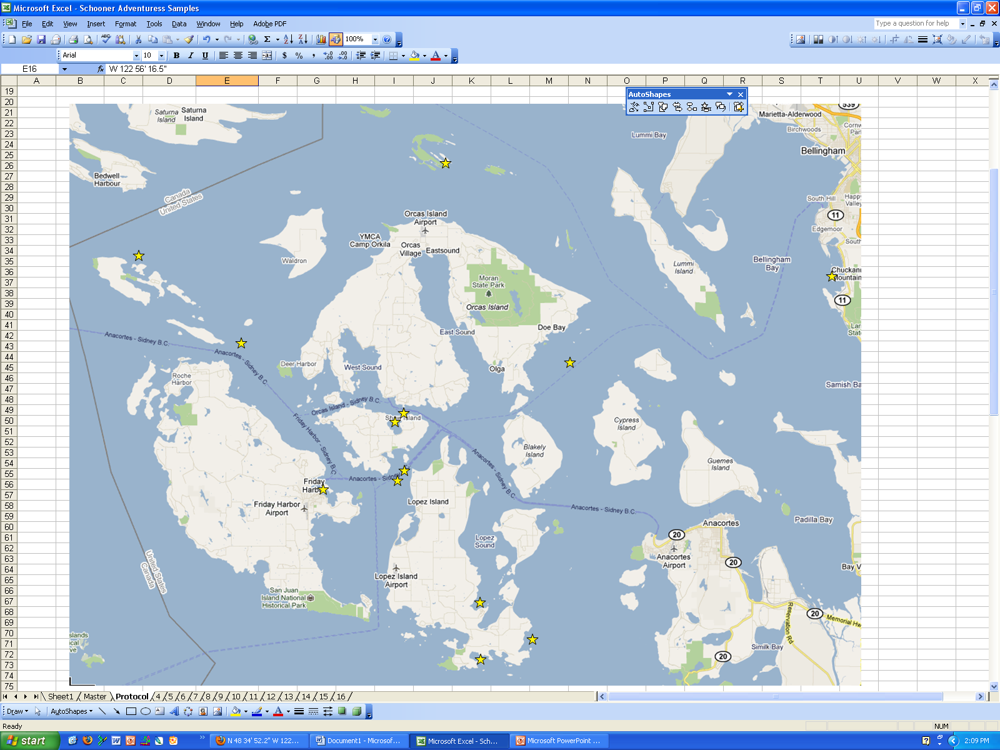 Microsoft Excel - Schooner Adventuress Samples
File Edit View Insert Format Tools Data Window Help Adobe PDF
Type a question for help
100%
Arial 10 B I U $ % ,
E16 fx W 122 56' 16.5"
A B C D E F G H I J K L M N O P Q R S T U V W X
19
20
21
22
23
24
25
26
27
28
29
30
31
32
33
34
35
36
37
38
39
40
41
42
43
44
45
46
47
48
49
50
51
52
53
54
55
56
57
58
59
60
61
62
63
64
65
66
67
68
69
70
71
72
73
74
75
AutoShapes
Saturna
Island
Saturna
Island
539
Marietta-Alderwood
Birchwoods
Cornw
Par
Lummi Bay
Bellingham
Bedwell
Harbour
Canada
United States
South Hill
Happy
Valley
11
Edgemoor
South
Orcas Island
Airport
YMCA
Camp Orkila
Orcas
Village
Eastsound
Waldron
Bellingham
Bay
Lummi
Island
Chuckanu
Mountain
Moran
State Park
Orcas Island
11
Lar
Stat
East Sound
Doe Bay
Anacortes - Sidney B.C.
Anacortes - Sidney B.C.
Deer Harbor
West Sound
Olga
Roche
Harbor
Samish Ba
Orcas Island - Sidney B.C.
Shaw Island
Friday Harbor - Sidney B.C.
Cypress
Island
Blakely
Island
Anacortes - Sidney B.C.
Guemes
Island
Anacortes - Sidney
Friday
Harbor
Friday Harbor
Airport
Lopez Island
Anacortes - Sidney B.C.
Anacortes
Padilla Bay
20
Lopez
Sound
Anacortes
Airport
20
Bay V
United States
Canada
Lopez Island
Airport
San Juan
Island National
Historical Park
20
Reservation Rd
Memorial Hw
slands
ical
ve
Similk Bay
20
Sheet1 Master Protocol 4 5 6 7 8 9 10 11 12 13 14 15 16
Draw AutoShapes A
Ready NUM
start N 48 34' 52.2" W 122... Document1 - Microsof... Microsoft Excel - Sch... Microsoft PowerPoint ... 2:09 PM